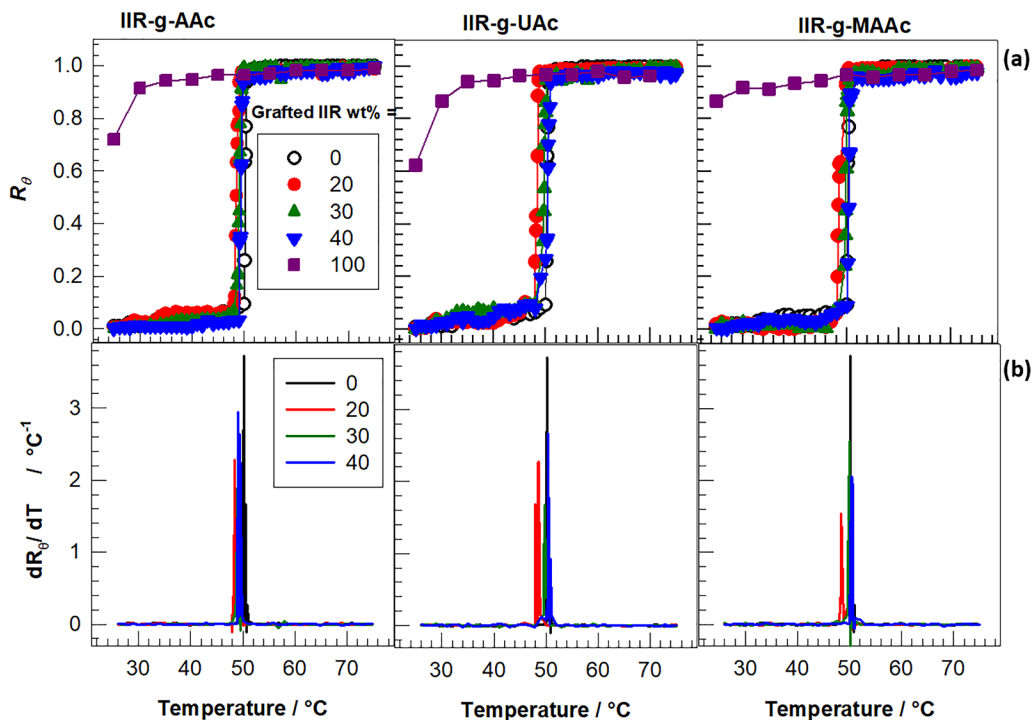 IIR-g-AAc IIR-g-UAc IIR-g-MAAc
(a)
1.0
0.8
0.6
0.4
0.2
0.0
Rθ
Grafted IIR wt% =
0
20
30
40
100
(b)
3
2
1
0
dRθ/ dT / °C-1
0
20
30
40
30 40 50 60 70 30 40 50 60 70 30 40 50 60 70
Temperature / °C Temperature / °C Temperature / °C